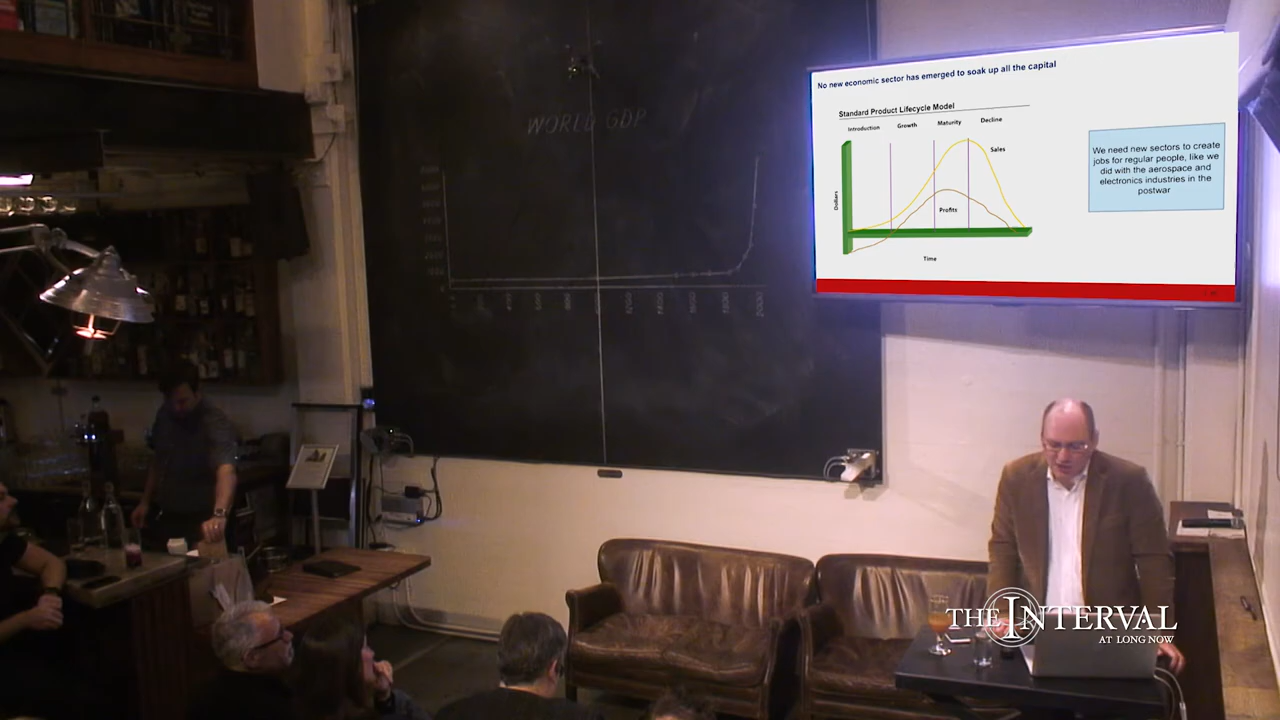 WORLD GDP
2000
No new economic sector has emerged to soak up all the capital
Standard Product Lifecycle Model
Introduction
Growth
Maturity
Decline
Sales
Dollars
Profits
Time
We need new sectors to create
jobs for regular people, like we
did with the aerospace and
electronics industries in the
postwar
THE INTERVAL
AT LONG NOW